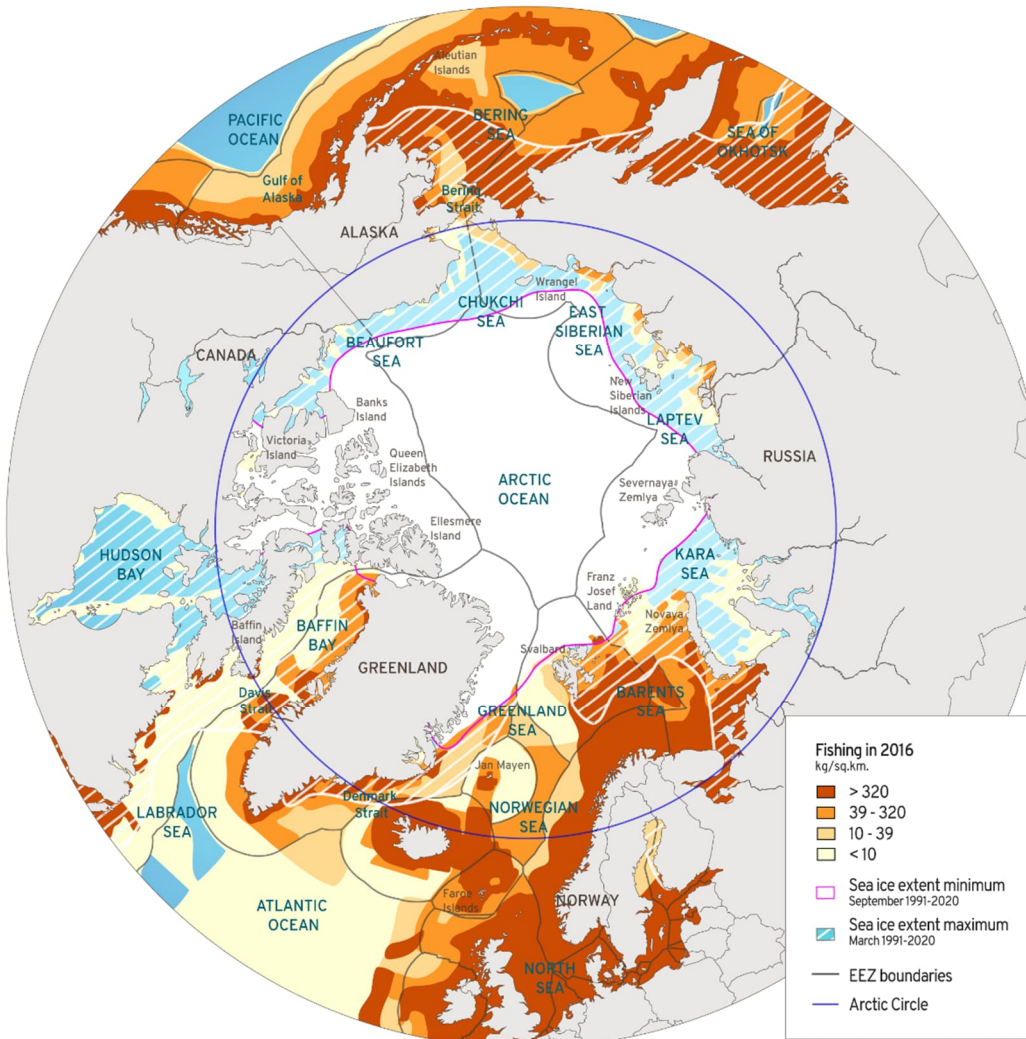 Aleutian
Islands
PACIFIC
OCEAN
BERING
SEA
SEA OF
OKHOTSK
Gulf of
Alaska
Bering
Strait
ALASKA
Wrangel
Island
CHUKCHI
SEA
EAST
SIBERIAN
SEA
BEAUFORT
SEA
CANADA
New
Siberian
Islands
Banks
Island
LAPTEV
SEA
Victoria
Island
Queen
Elizabeth
Islands
RUSSIA
ARCTIC
OCEAN
Severnaya
Zemlya
Ellesmere
Island
HUDSON
BAY
KARA
SEA
Franz
Josef
Land
Novaya
Zemlya
Baffin
Island
BAFFIN
BAY
Svalbard
GREENLAND
Davis
Strait
BARENTS
SEA
GREENLAND
SEA
Jan Mayen
Denmark
Strait
LABRADOR
SEA
NORWEGIAN
SEA
Faroe
Islands
NORWAY
ATLANTIC
OCEAN
NORTH
SEA
Fishing in 2016
kg/sq.km.
> 320
39 - 320
10 - 39
< 10
Sea ice extent minimum
September 1991-2020
Sea ice extent maximum
March 1991-2020
EEZ boundaries
Arctic Circle